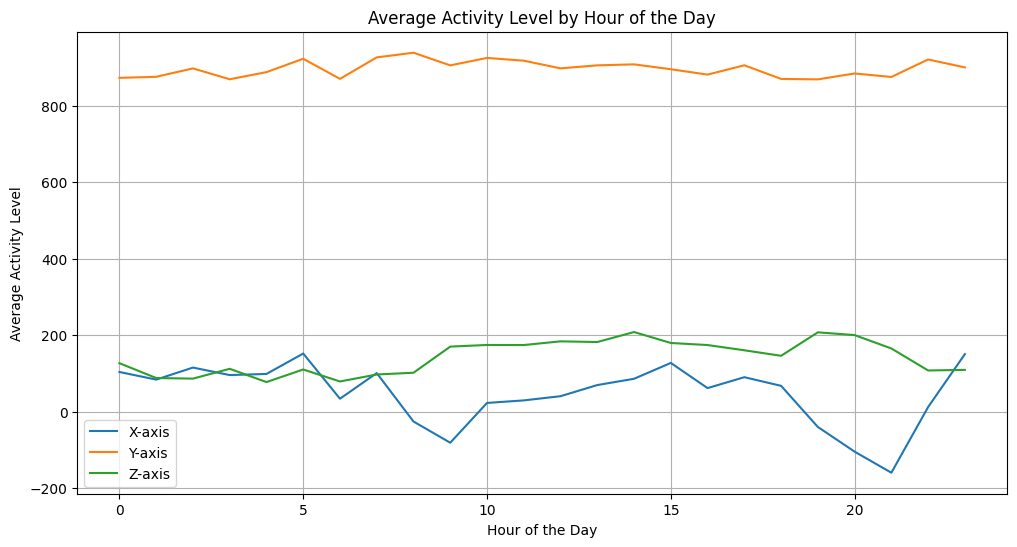 Average Activity Level by Hour of the Day
Average Activity Level
800
600
400
200
0
−200
X-axis
Y-axis
Z-axis
0 5 10 15 20
Hour of the Day